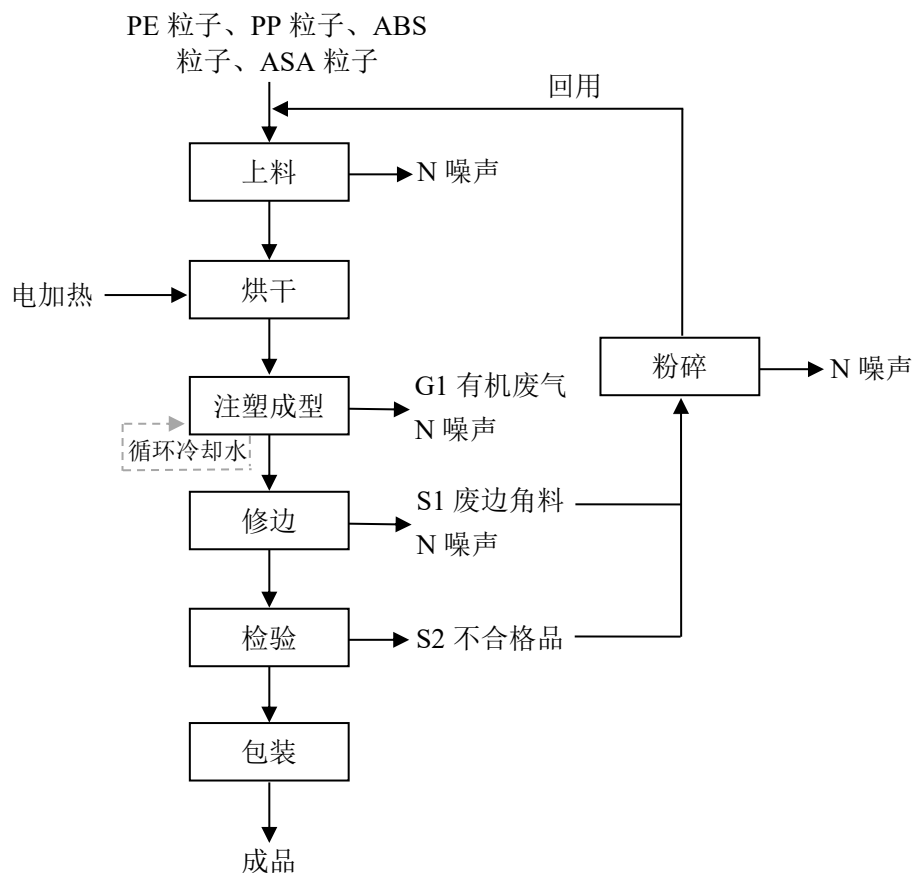 PE 粒子、PP 粒子、ABS
粒子、ASA 粒子
回用
上料
N 噪声
电加热
烘干
粉碎
N 噪声
注塑成型
G1 有机废气
N 噪声
循环冷却水
修边
S1 废边角料
N 噪声
检验
S2 不合格品
包装
成品